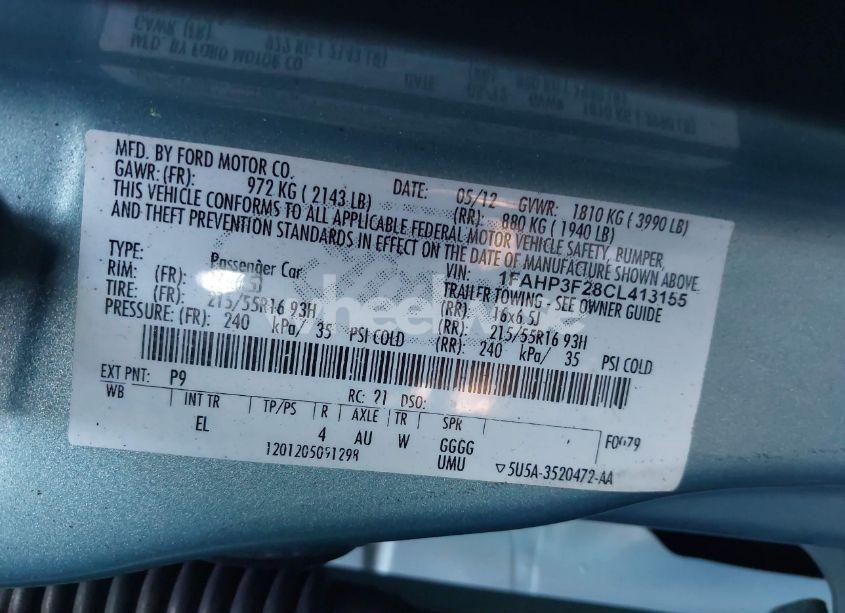 MFD. BY FORD MOTOR CO.
DATE: 05/12 GVWR: 1810 KG ( 3990 LB)
GAWR: (FR): 972 KG ( 2143 LB) (RR): 880 KG ( 1940 LB)
THIS VEHICLE CONFORMS TO ALL APPLICABLE FEDERAL MOTOR VEHICLE SAFETY, BUMPER,
AND THEFT PREVENTION STANDARDS IN EFFECT ON THE DATE OF MANUFACTURE SHOWN ABOVE.
VIN: 1FAHP3F28CL413155
TYPE: Passenger Car TRAILER TOWING - SEE OWNER GUIDE
RIM: (FR): (RR): 16x6.5J
TIRE: (FR): 215/55R16 93H (RR): 215/55R16 93H
PRESSURE: (FR): 240 kPa/ 35 PSI COLD (RR): 240 kPa/ 35 PSI COLD
EXT PNT: P9 RC: 21 DSO:
WB INT TR TP/PS R AXLE TR SPR
EL 4 AU W GGGG
1201205091298 UMU ▽5U5A-3520472-AA